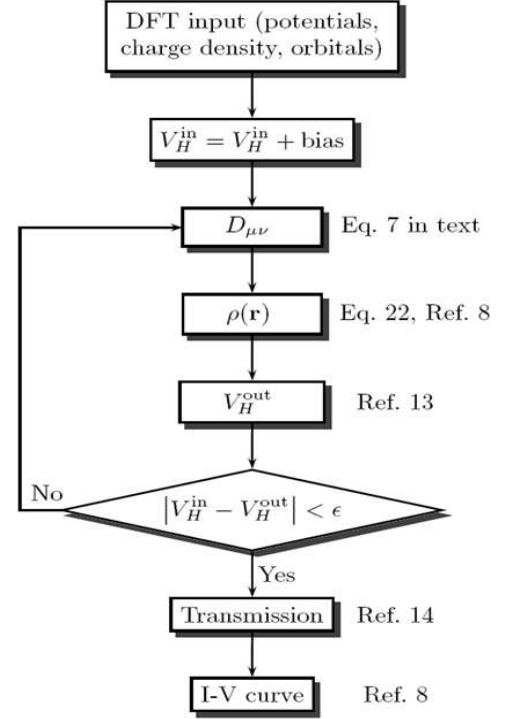 DFT input (potentials,
charge density, orbitals)
V_H^in = V_H^in + bias
D_μν Eq. 7 in text
ρ(r) Eq. 22, Ref. 8
V_H^out Ref. 13
No
|V_H^in − V_H^out| < ϵ
Yes
Transmission Ref. 14
I-V curve Ref. 8